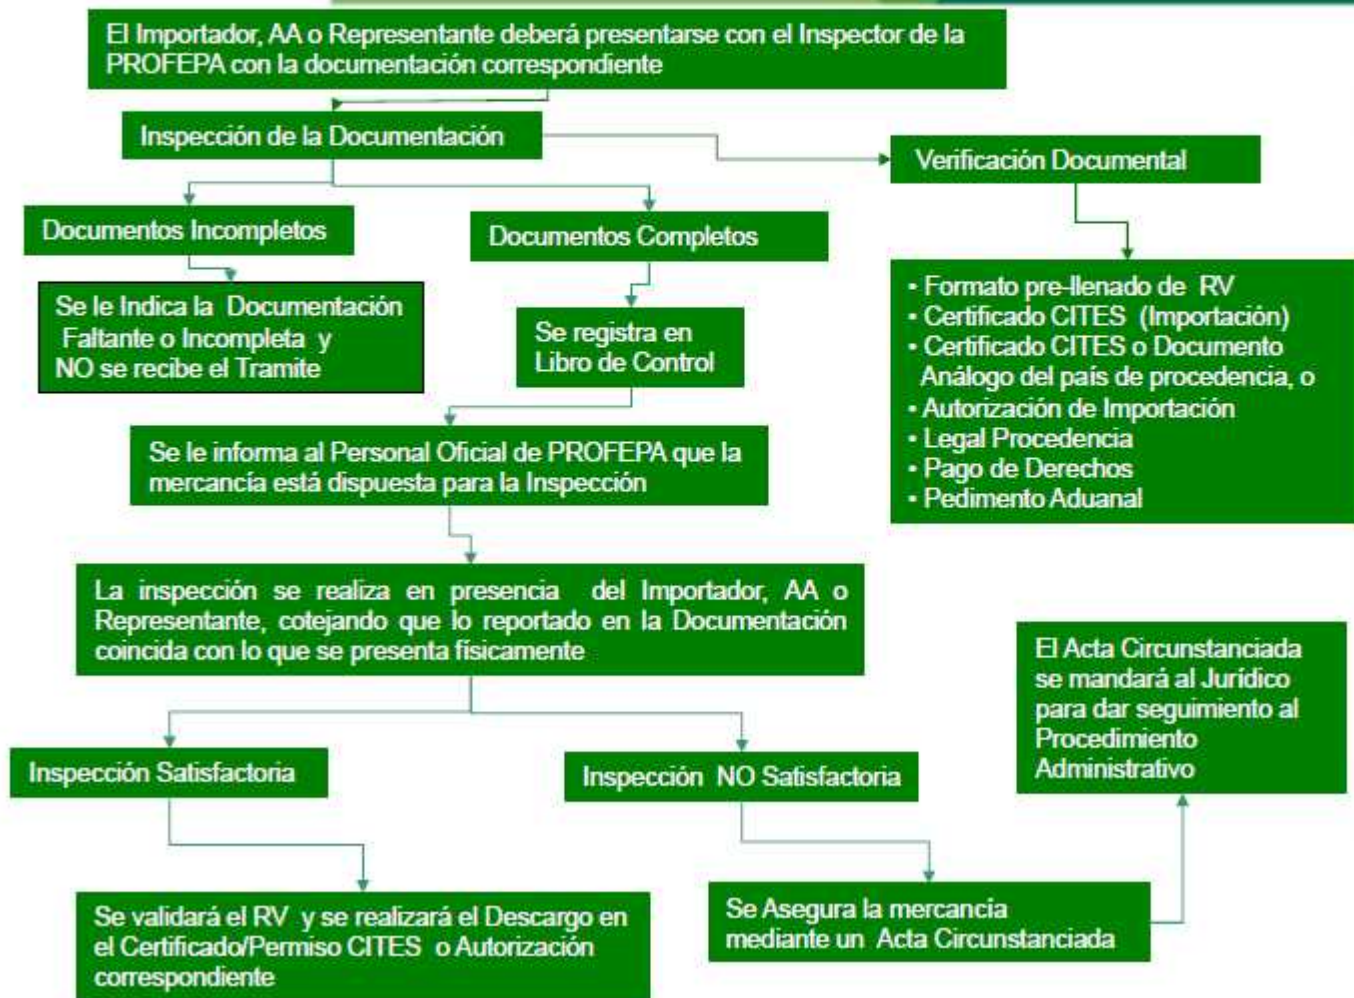 El Importador, AA o Representante deberá presentarse con el Inspector de la
PROFEPA con la documentación correspondiente
Inspección de la Documentación
Verificación Documental
Documentos Incompletos
Documentos Completos
Se le Indica la Documentación
Faltante o Incompleta y
NO se recibe el Tramite
Se registra en
Libro de Control
• Formato pre-llenado de RV
• Certificado CITES (Importación)
• Certificado CITES o Documento
Análogo del país de procedencia, o
• Autorización de Importación
• Legal Procedencia
• Pago de Derechos
• Pedimento Aduanal
Se le informa al Personal Oficial de PROFEPA que la
mercancía está dispuesta para la Inspección
La inspección se realiza en presencia del Importador, AA o
Representante, cotejando que lo reportado en la Documentación
coincida con lo que se presenta físicamente
Inspección Satisfactoria
Inspección NO Satisfactoria
El Acta Circunstanciada
se mandará al Jurídico
para dar seguimiento al
Procedimiento
Administrativo
Se validará el RV y se realizará el Descargo en
el Certificado/Permiso CITES o Autorización
correspondiente
Se Asegura la mercancia
mediante un Acta Circunstanciada